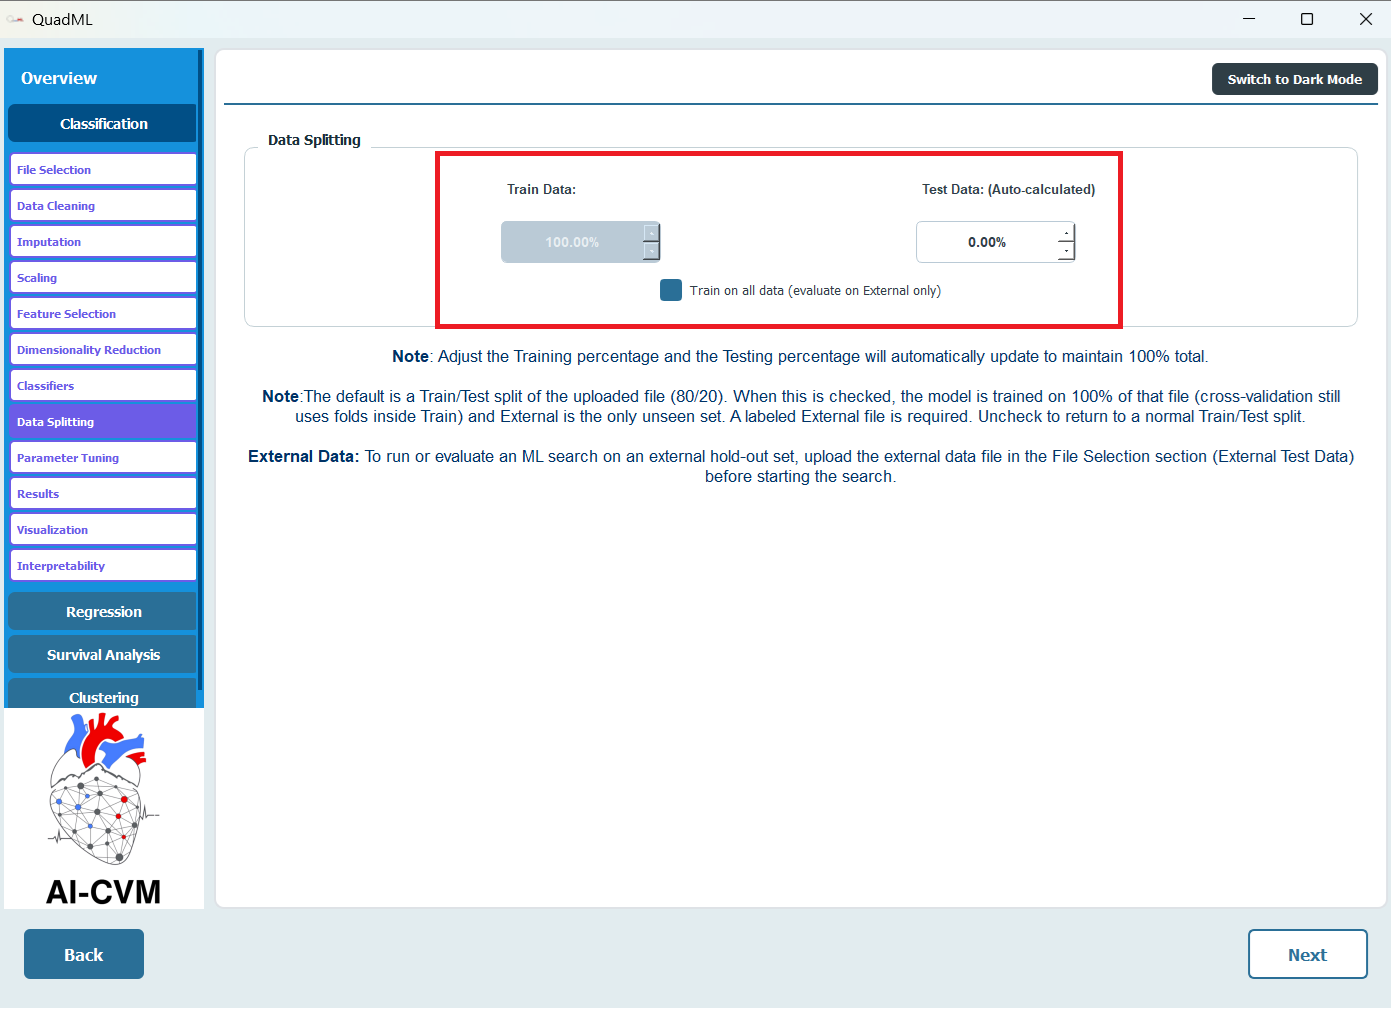 QuadML
Overview
Switch to Dark Mode
Classification
Data Splitting
File Selection
Train Data:
Test Data: (Auto-calculated)
Data Cleaning
Imputation
100.00%
0.00%
Scaling
Train on all data (evaluate on External only)
Feature Selection
Dimensionality Reduction
Note: Adjust the Training percentage and the Testing percentage will automatically update to maintain 100% total.
Classifiers
Note:The default is a Train/Test split of the uploaded file (80/20). When this is checked, the model is trained on 100% of that file (cross-validation still
uses folds inside Train) and External is the only unseen set. A labeled External file is required. Uncheck to return to a normal Train/Test split.
Data Splitting
Parameter Tuning
External Data: To run or evaluate an ML search on an external hold-out set, upload the external data file in the File Selection section (External Test Data)
before starting the search.
Results
Visualization
Interpretability
Regression
Survival Analysis
Clustering
AI-CVM
Back
Next